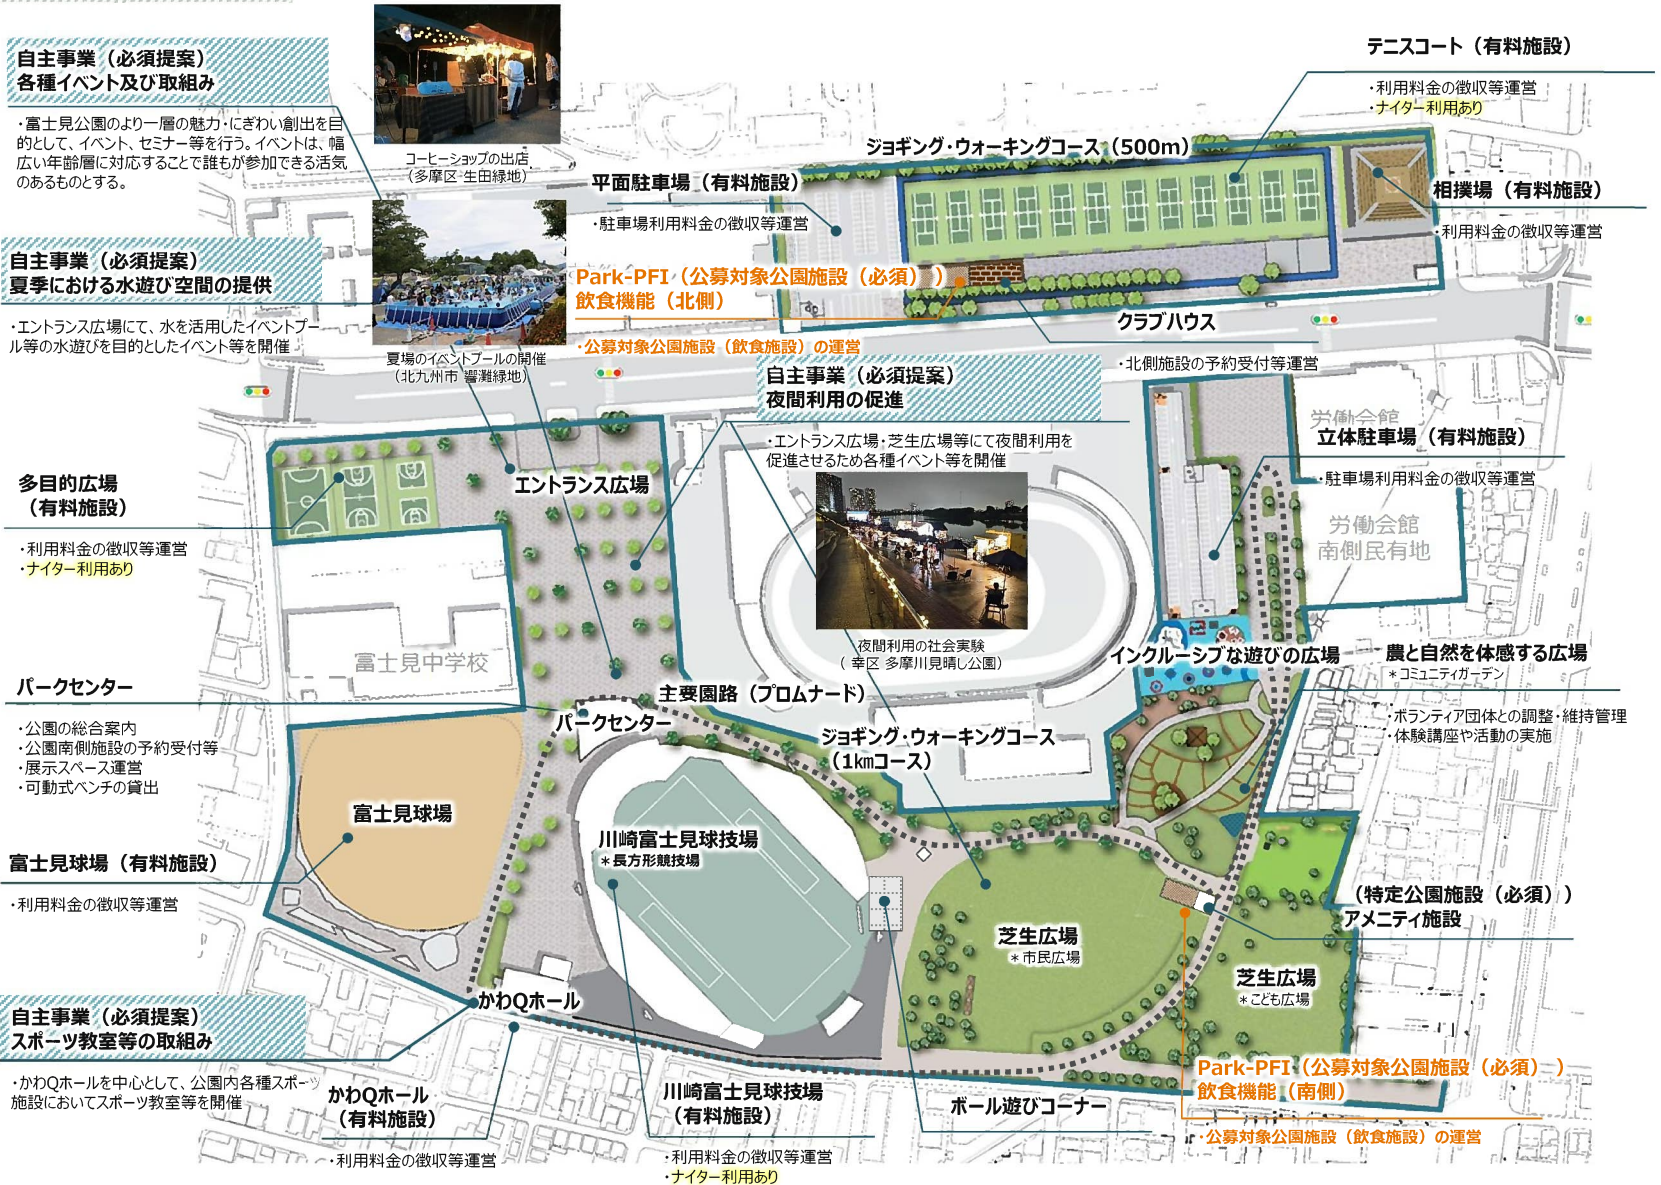 自主事業（必須提案）
各種イベント及び取組み
・富士見公園のより一層の魅力・にぎわい創出を目
的として、イベント、セミナー等を行う。イベントは、幅
広い年齢層に対応することで誰もが参加できる活気
のあるものとする。
コーヒーショップの出店
（多摩区 生田緑地）
自主事業（必須提案）
夏季における水遊び空間の提供
・エントランス広場にて、水を活用したイベントプー
ル等の水遊びを目的としたイベント等を開催
夏場のイベントプールの開催
（北九州市 響灘緑地）
テニスコート（有料施設）
・利用料金の徴収等運営
・ナイター利用あり
ジョギング・ウォーキングコース（500m）
平面駐車場（有料施設）
・駐車場利用料金の徴収等運営
相撲場（有料施設）
・利用料金の徴収等運営
Park-PFI（公募対象公園施設（必須））
飲食機能（北側）
・公募対象公園施設（飲食施設）の運営
クラブハウス
・北側施設の予約受付等運営
自主事業（必須提案）
夜間利用の促進
・エントランス広場・芝生広場等にて夜間利用を
促進させるため各種イベント等を開催
夜間利用の社会実験
（幸区 多摩川見晴し公園）
労働会館
立体駐車場（有料施設）
・駐車場利用料金の徴収等運営
労働会館
南側民有地
多目的広場
（有料施設）
・利用料金の徴収等運営
・ナイター利用あり
エントランス広場
富士見中学校
インクルーシブな遊びの広場
農と自然を体感する広場
＊コミュニティガーデン
・ボランティア団体との調整・維持管理
・体験講座や活動の実施
パークセンター
・公園の総合案内
・公園南側施設の予約受付等
・展示スペース運営
・可動式ベンチの貸出
主要園路（プロムナード）
パークセンター
ジョギング・ウォーキングコース
（1kmコース）
富士見球場
川崎富士見球技場
＊長方形競技場
富士見球場（有料施設）
・利用料金の徴収等運営
（特定公園施設（必須））
アメニティ施設
芝生広場
＊市民広場
芝生広場
＊こども広場
かわQホール
自主事業（必須提案）
スポーツ教室等の取組み
・かわQホールを中心として、公園内各種スポーツ
施設においてスポーツ教室等を開催
かわQホール
（有料施設）
・利用料金の徴収等運営
川崎富士見球技場
（有料施設）
・利用料金の徴収等運営
・ナイター利用あり
ボール遊びコーナー
Park-PFI（公募対象公園施設（必須））
飲食機能（南側）
・公募対象公園施設（飲食施設）の運営